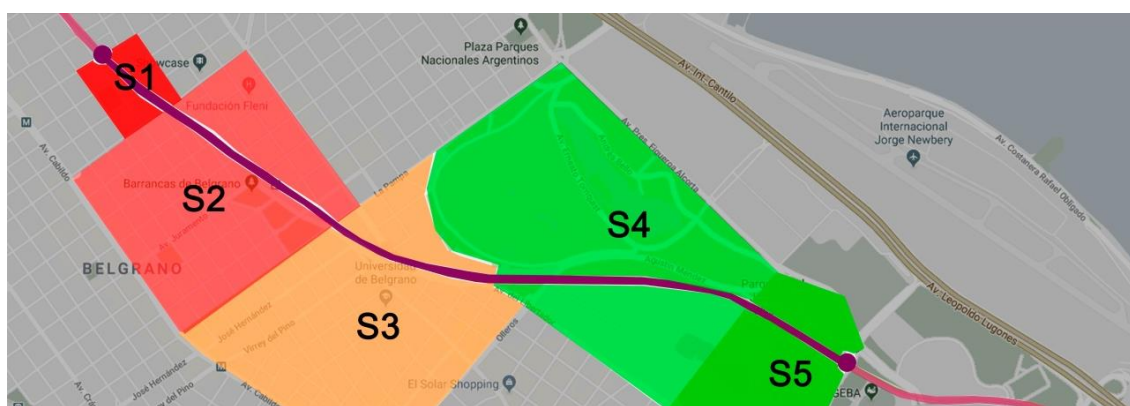 Plaza Parques
Nacionales Argentinos
wcase
S1
Fundación Fleni
M
Av. Cabildo
Av. Int. Cantilo
Aeroparque
Internacional
Jorge Newbery
Av. Costanera Rafael Obligado
Av. Pres. Figueroa Alcorta
La Pampa
Barrancas de Belgrano
S2
Av. Juramento
S4
BELGRANO
Universidad
de Belgrano
Av. Leopoldo Lugones
S3
José Hernández
Virrey del Pino
Olleros
S5
José Hernández
M
Virrey del Pino
Av. Cabildo
El Solar Shopping
GEBA
Av. Crá